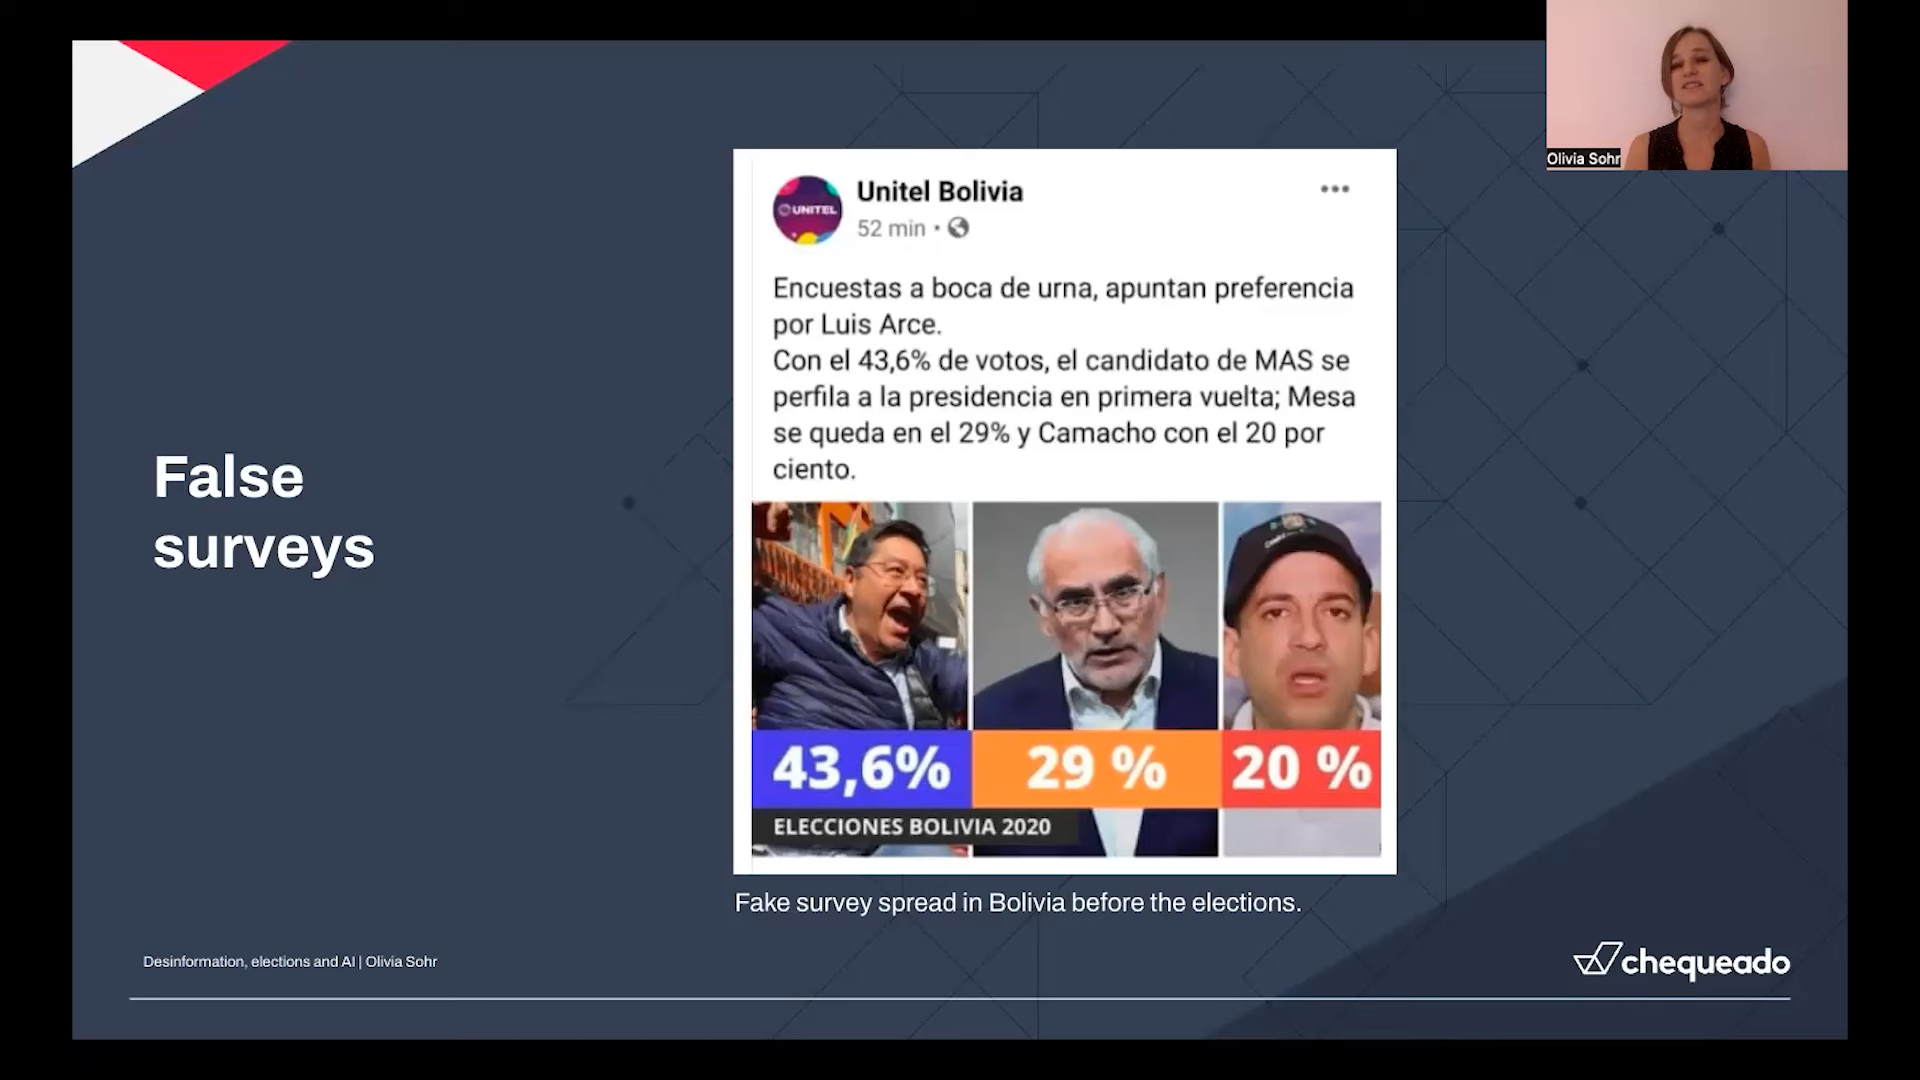 Olivia Sohr
False
surveys
UNITEL
Unitel Bolivia
52 min •
Encuestas a boca de urna, apuntan preferencia
por Luis Arce.
Con el 43,6% de votos, el candidato de MAS se
perfila a la presidencia en primera vuelta; Mesa
se queda en el 29% y Camacho con el 20 por
ciento.
43,6%
29 %
20 %
ELECCIONES BOLIVIA 2020
Fake survey spread in Bolivia before the elections.
Desinformation, elections and AI | Olivia Sohr
chequeado